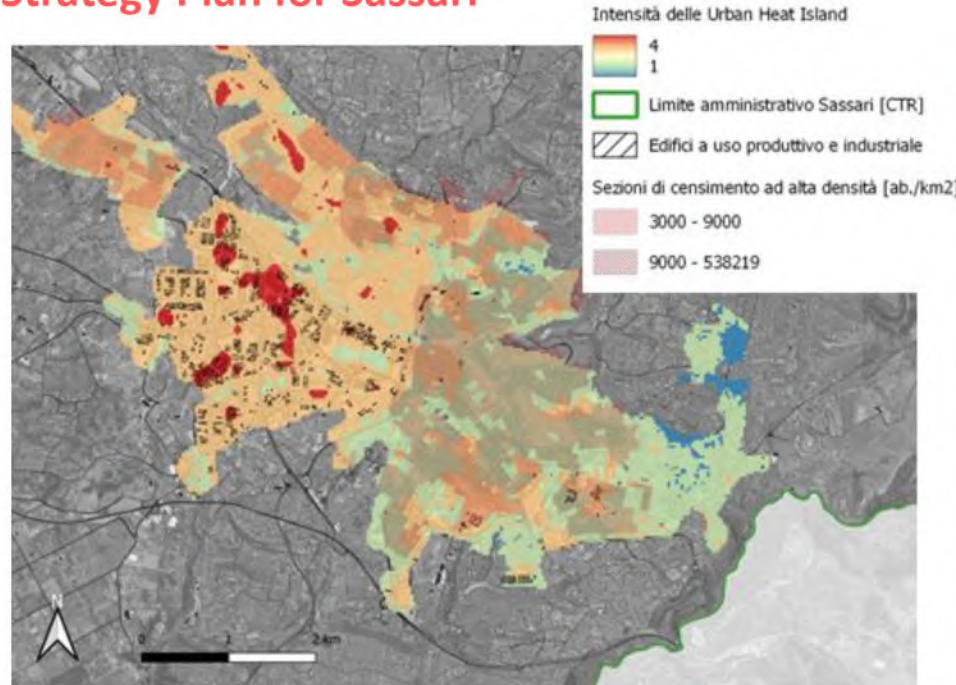 Strategy Plan for Sassari
Intensità delle Urban Heat Island
4
1
Limite amministrativo Sassari [CTR]
Edifici a uso produttivo e industriale
Sezioni di censimento ad alta densità [ab./km2]
3000 - 9000
9000 - 538219
N
0 1 2 km